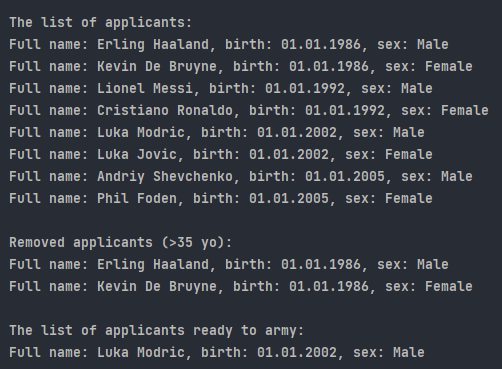 The list of applicants:
Full name: Erling Haaland, birth: 01.01.1986, sex: Male
Full name: Kevin De Bruyne, birth: 01.01.1986, sex: Female
Full name: Lionel Messi, birth: 01.01.1992, sex: Male
Full name: Cristiano Ronaldo, birth: 01.01.1992, sex: Female
Full name: Luka Modric, birth: 01.01.2002, sex: Male
Full name: Luka Jovic, birth: 01.01.2002, sex: Female
Full name: Andriy Shevchenko, birth: 01.01.2005, sex: Male
Full name: Phil Foden, birth: 01.01.2005, sex: Female
Removed applicants (>35 yo):
Full name: Erling Haaland, birth: 01.01.1986, sex: Male
Full name: Kevin De Bruyne, birth: 01.01.1986, sex: Female
The list of applicants ready to army:
Full name: Luka Modric, birth: 01.01.2002, sex: Male